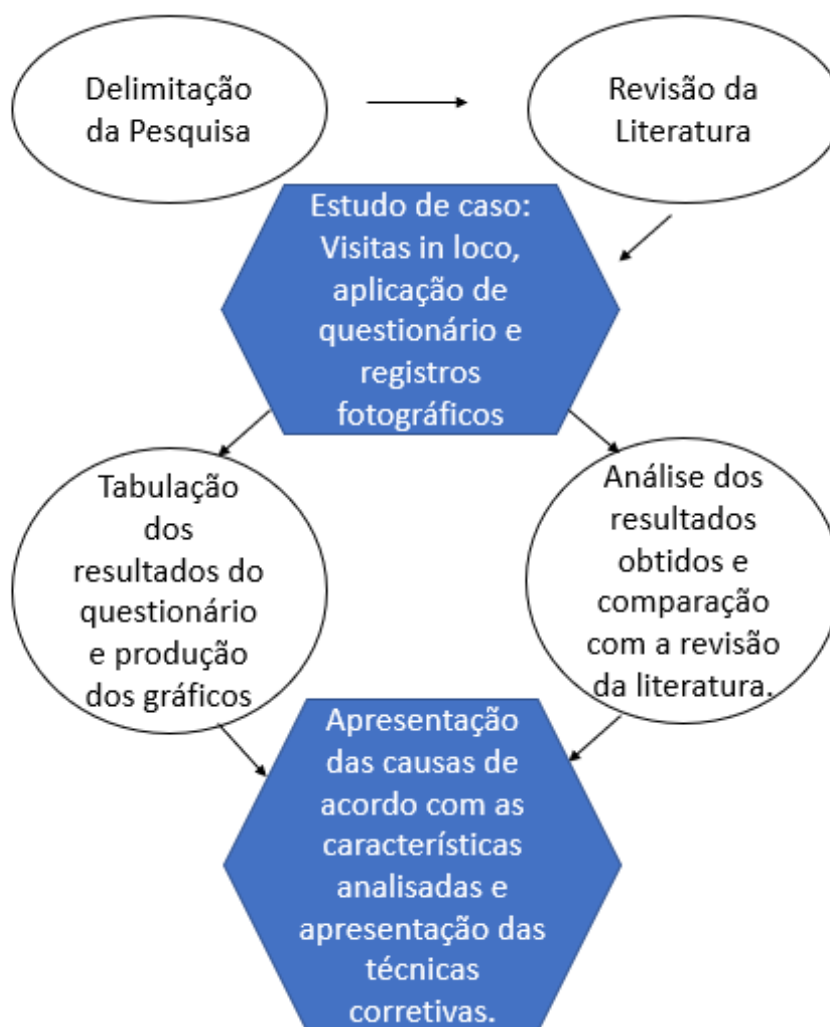 Delimitação
da Pesquisa
Revisão da
Literatura
Estudo de caso:
Visitas in loco,
aplicação de
questionário e
registros
fotográficos
Tabulação
dos
resultados do
questionário
e produção
dos gráficos
Análise dos
resultados
obtidos e
comparação
com a revisão
da literatura.
Apresentação
das causas de
acordo com as
características
analisadas e
apresentação das
técnicas
corretivas.